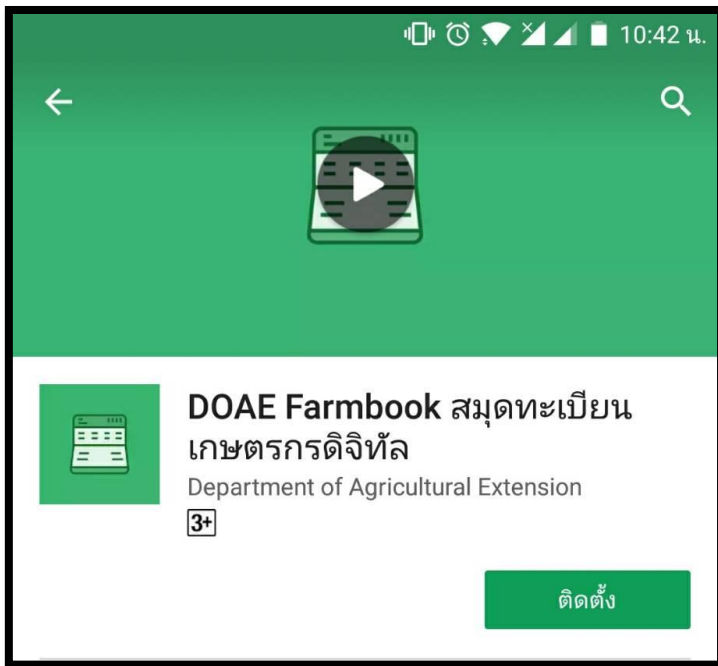 10:42 น.
DOAE Farmbook สมุดทะเบียน
เกษตรกรดิจิทัล
Department of Agricultural Extension
3+
ติดตั้ง